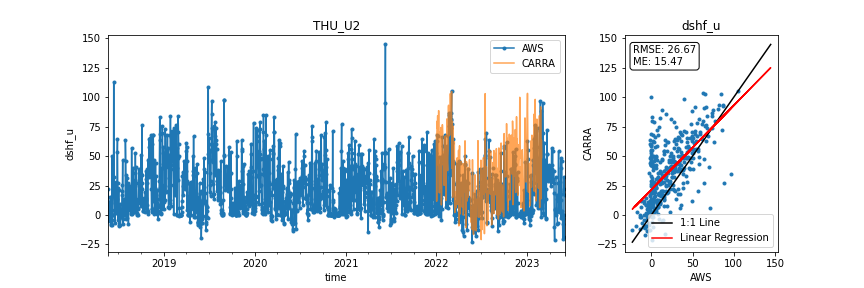 THU_U2
dshf_u
150
125
100
75
50
25
0
−25
dshf_u
AWS
CARRA
2019
2020
2021
2022
2023
time
150
125
100
75
50
25
0
−25
CARRA
RMSE: 26.67
ME: 15.47
1:1 Line
Linear Regression
0
50
100
150
AWS